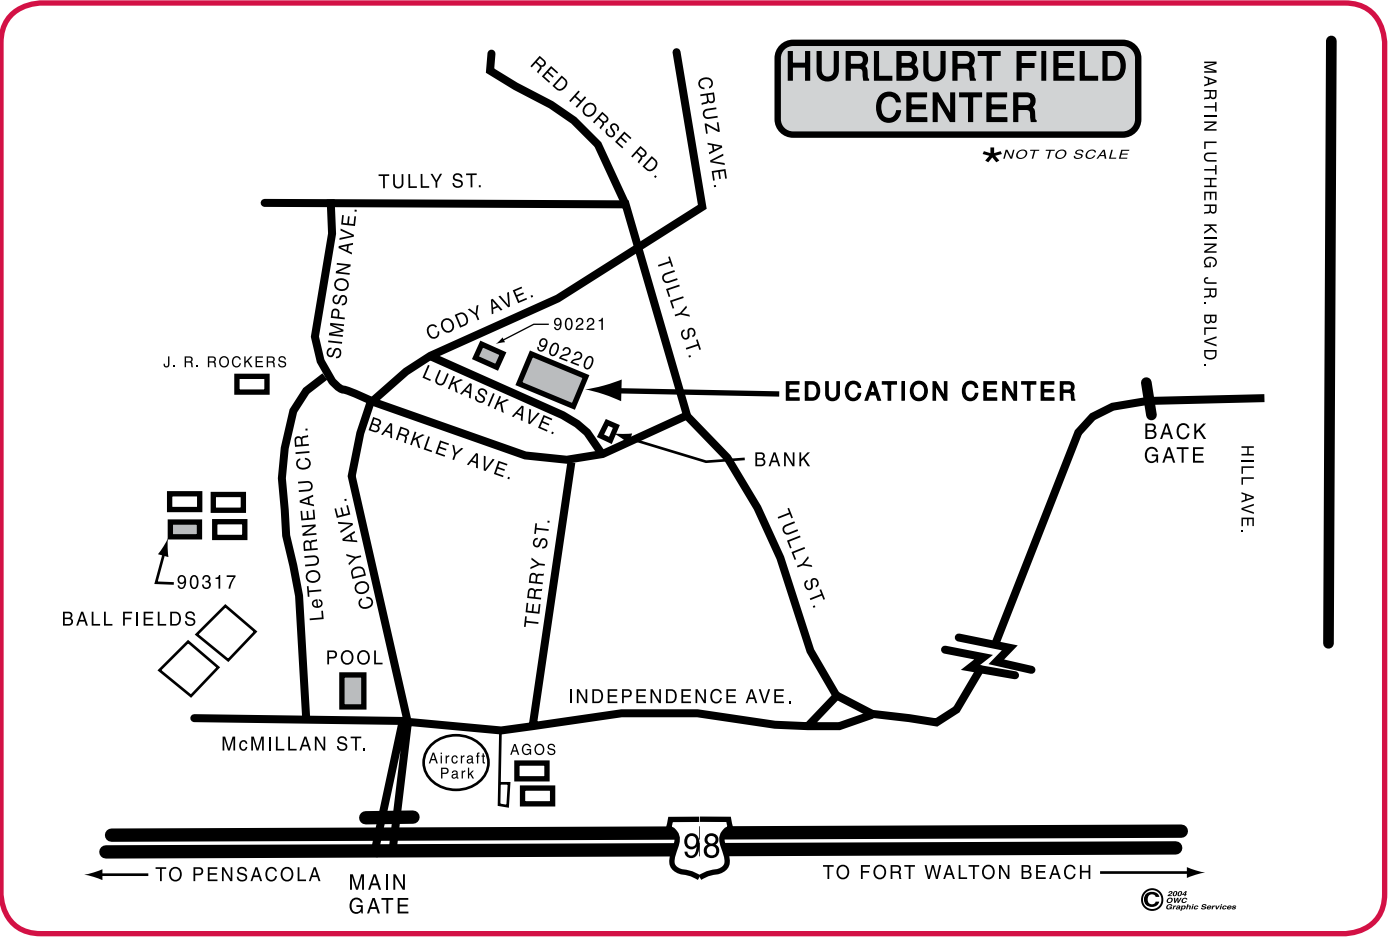 HURLBURT FIELD
CENTER
*NOT TO SCALE
RED HORSE RD.
CRUZ AVE.
MARTIN LUTHER KING JR. BLVD.
TULLY ST.
SIMPSON AVE.
TULLY ST.
CODY AVE.
90221
90220
J. R. ROCKERS
LUKASIK AVE.
EDUCATION CENTER
BARKLEY AVE.
BANK
BACK
GATE
HILL AVE.
LeTOURNEAU CIR.
CODY AVE.
TERRY ST.
TULLY ST.
90317
BALL FIELDS
POOL
INDEPENDENCE AVE.
McMILLAN ST.
Aircraft
Park
AGOS
98
TO PENSACOLA
MAIN
GATE
TO FORT WALTON BEACH
© 2004
OWC
Graphic Services